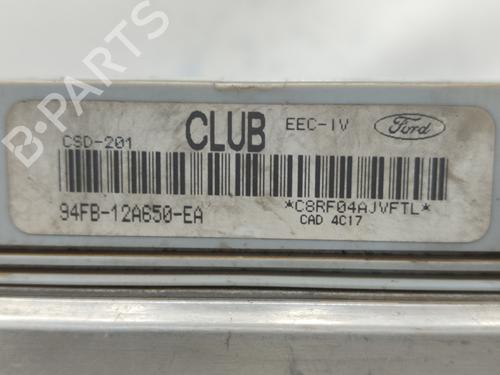 CSD-201 CLUB EEC-IV Ford
94FB-12A650-EA *C8RF04AJVFTL*
CAD 4C17
B-PARTS